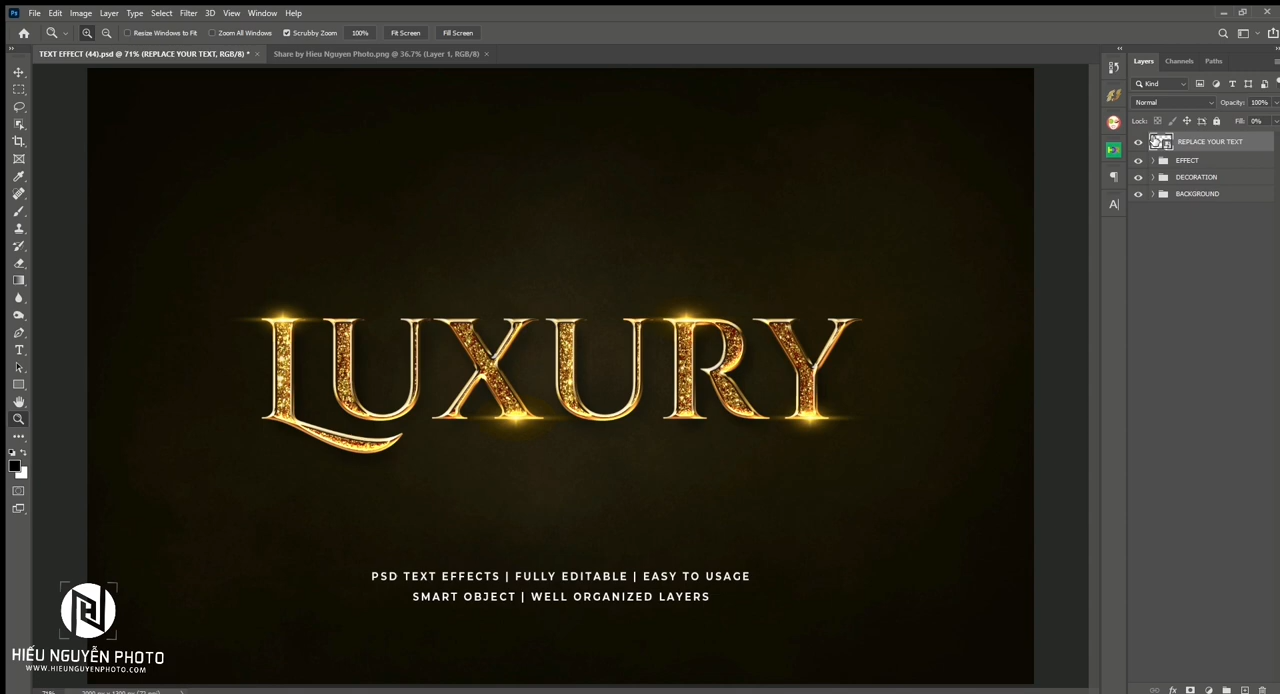 Ps File Edit Image Layer Type Select Filter 3D View Window Help
Resize Windows to Fit Zoom All Windows Scrubby Zoom 100% Fit Screen Fill Screen
TEXT EFFECT (44).psd @ 71% (REPLACE YOUR TEXT, RGB/8) * × Share by Hieu Nguyen Photo.png @ 36.7% (Layer 1, RGB/8) ×
Layers Channels Paths
Kind
Normal Opacity: 100%
Lock: Fill: 0%
REPLACE YOUR TEXT
EFFECT
DECORATION
BACKGROUND
LUXURY
PSD TEXT EFFECTS | FULLY EDITABLE | EASY TO USAGE
SMART OBJECT | WELL ORGANIZED LAYERS
HIẾU NGUYỄN PHOTO
WWW.HIEUNGUYENPHOTO.COM